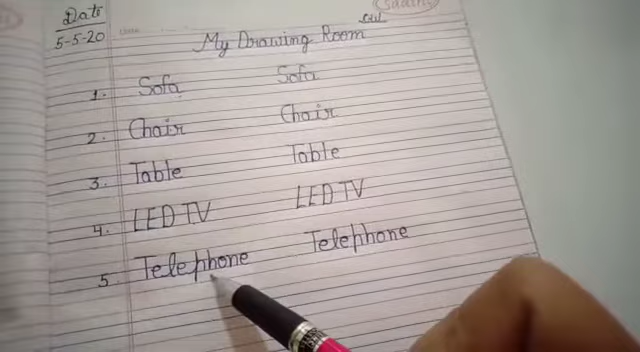 Date
5-5-20
My Drawing Room
1. Sofa Sofa
2. Chair Chair
3. Table Table
4. LED TV LED TV
5. Telephone Telephone